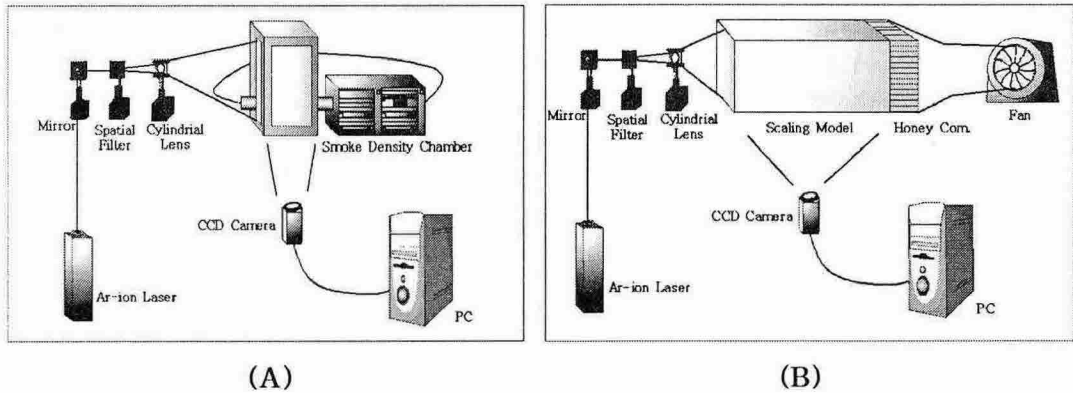 Mirror
Spatial
Filter
Cylindrial
Lens
Smoke Density Chamber
CCD Camera
Ar-ion Laser
PC
(A)
Mirror
Spatial
Filter
Cylindrial
Lens
Scaling Model
Honey Com.
Fan
CCD Camera
Ar-ion Laser
PC
(B)